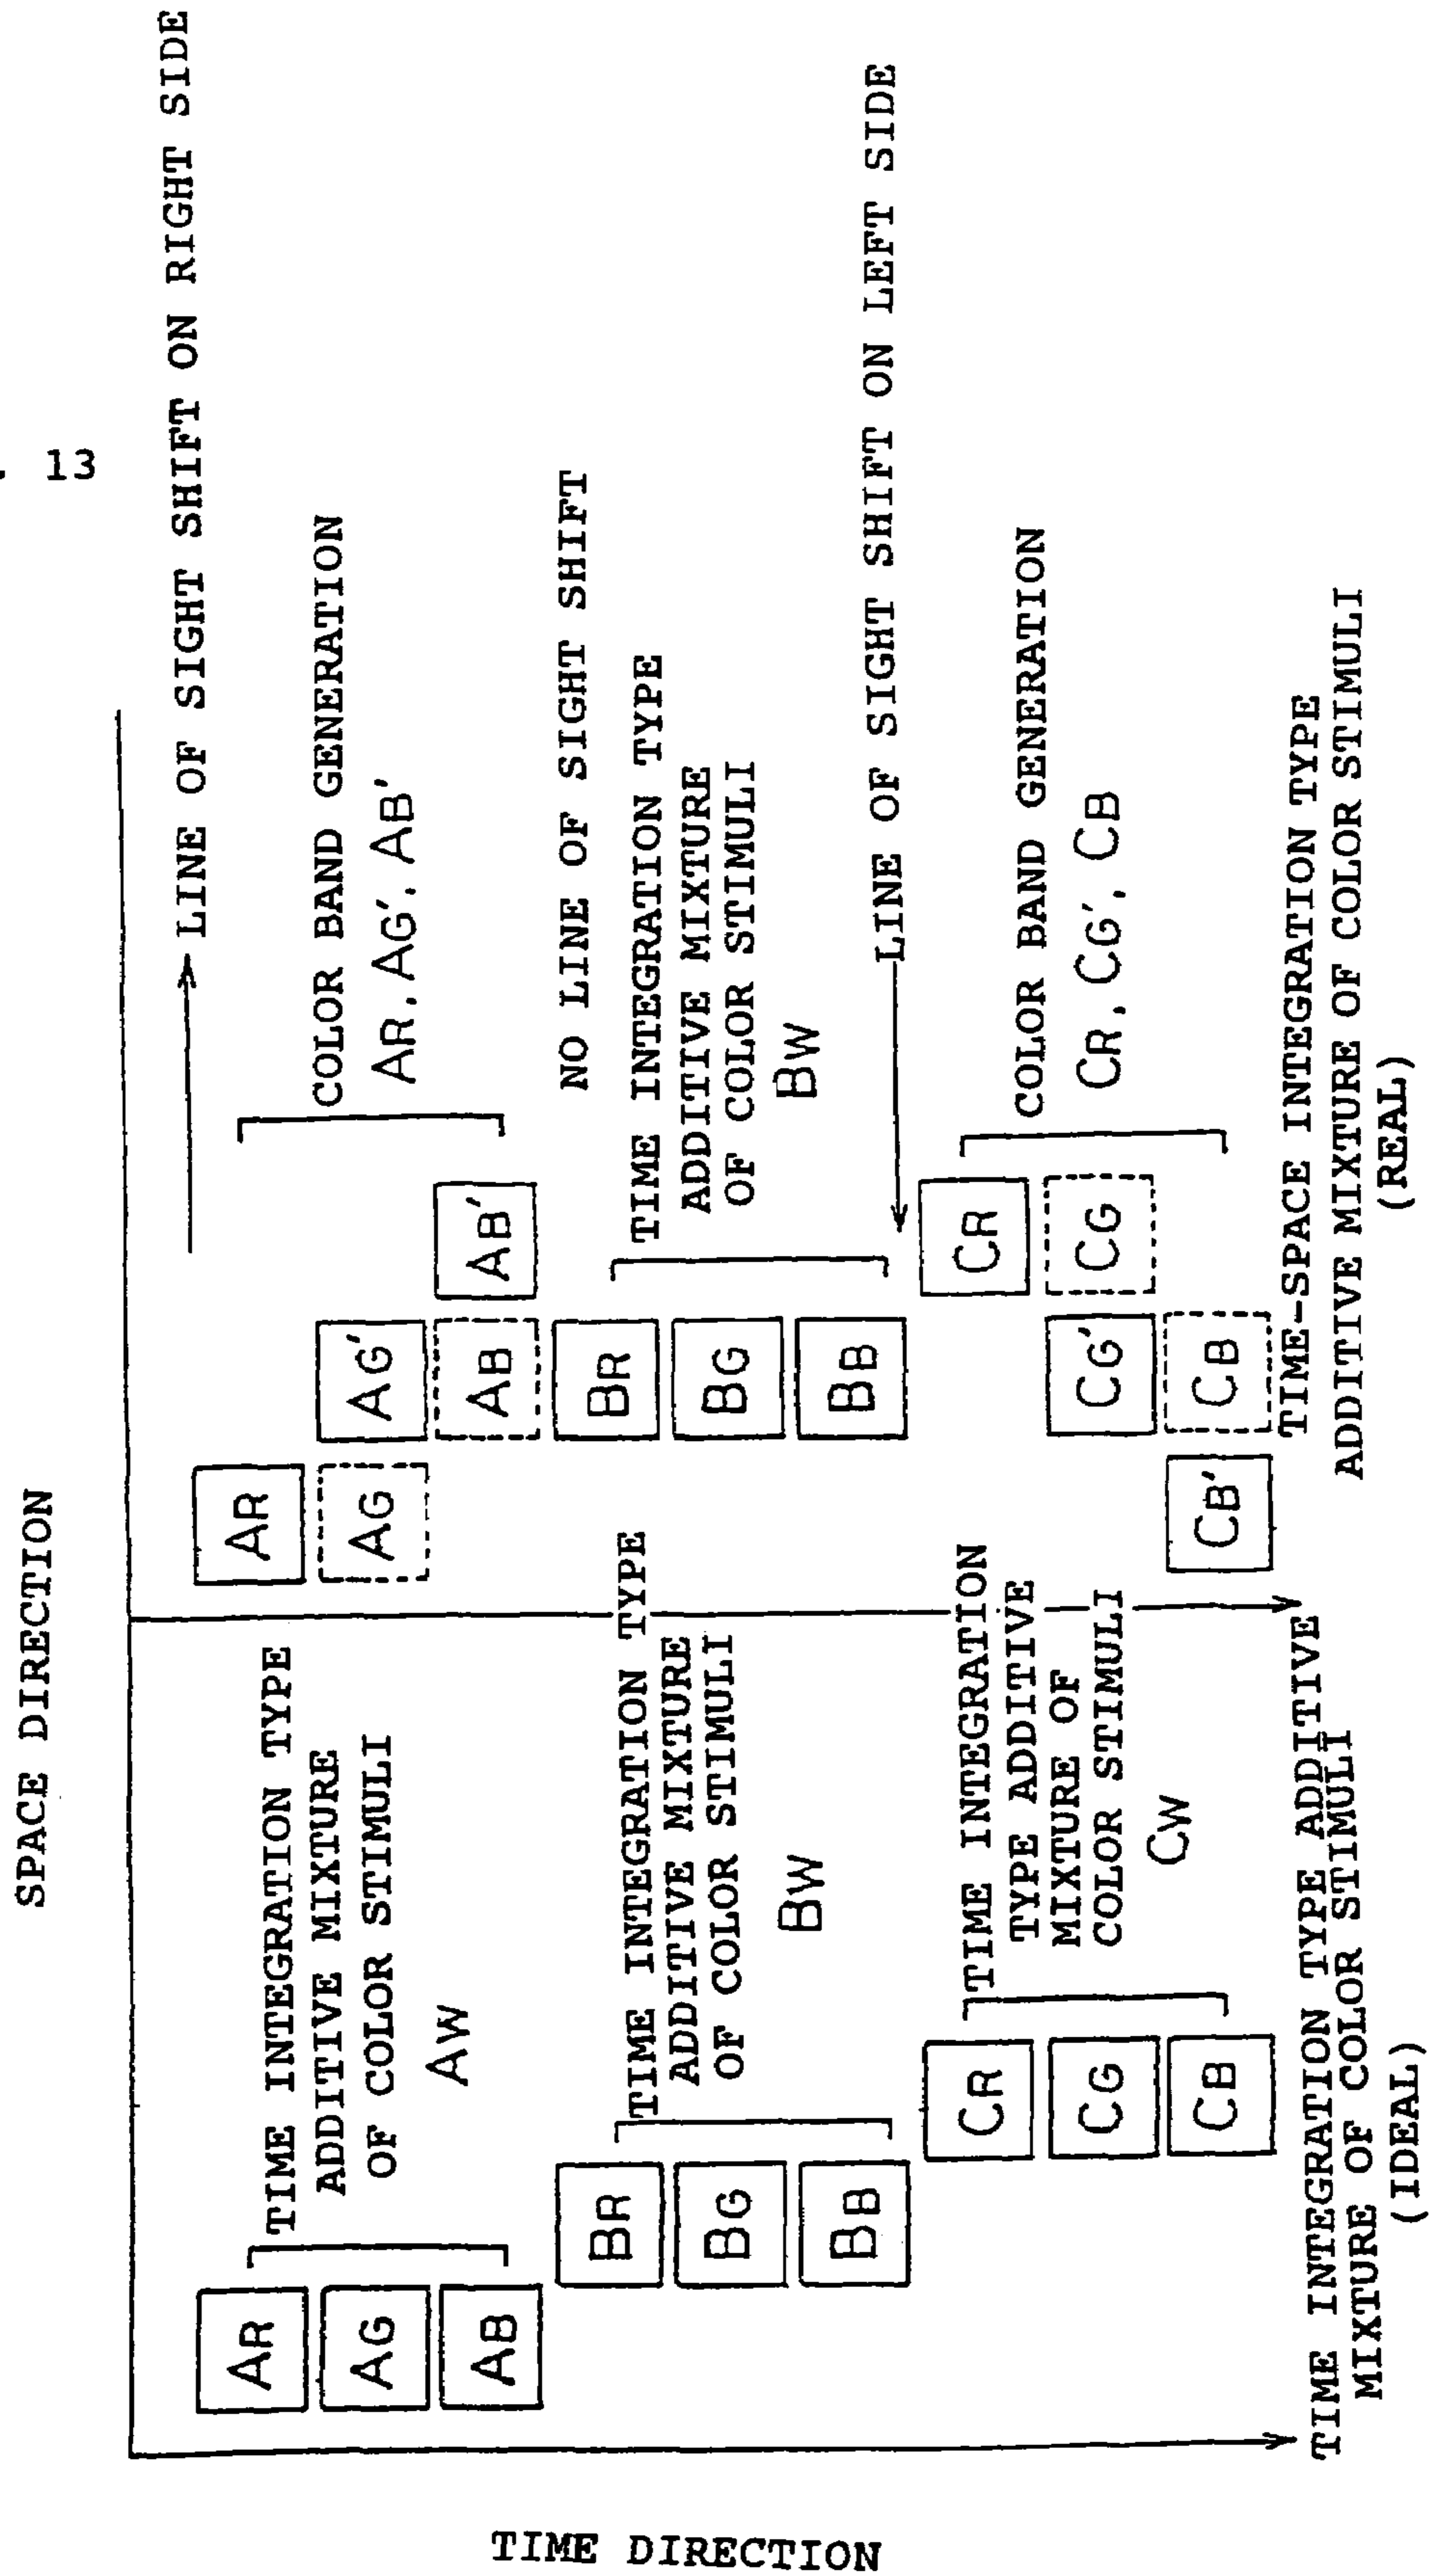 . 13
SPACE DIRECTION
TIME DIRECTION
AR
AG
AB
TIME INTEGRATION TYPE
ADDITIVE MIXTURE
OF COLOR STIMULI
AW
BR
BG
BB
TIME INTEGRATION TYPE
ADDITIVE MIXTURE
OF COLOR STIMULI
BW
CR
CG
CB
TIME INTEGRATION
TYPE ADDITIVE
MIXTURE OF
COLOR STIMULI
CW
TIME INTEGRATION TYPE ADDITIVE
MIXTURE OF COLOR STIMULI
(IDEAL)
LINE OF SIGHT SHIFT ON RIGHT SIDE
AR
AG AG'
AB AB'
COLOR BAND GENERATION
AR, AG', AB'
NO LINE OF SIGHT SHIFT
BR
BG
BB
TIME INTEGRATION TYPE
ADDITIVE MIXTURE
OF COLOR STIMULI
BW
LINE OF SIGHT SHIFT ON LEFT SIDE
CR
CG' CG
CB' CB
COLOR BAND GENERATION
CR, CG', CB
TIME-SPACE INTEGRATION TYPE
ADDITIVE MIXTURE OF COLOR STIMULI
(REAL)